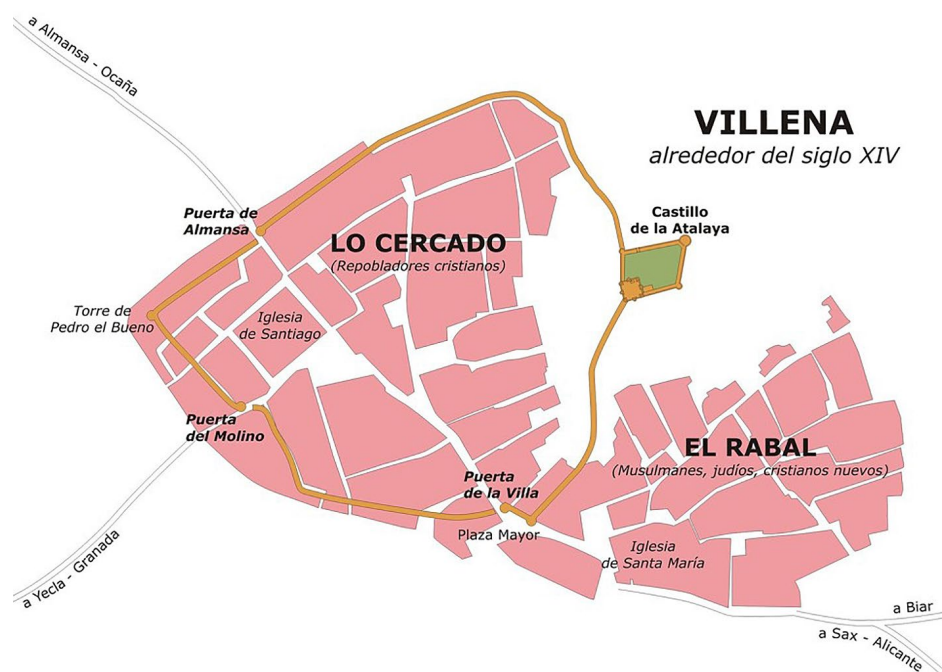 a Almansa - Ocaña
VILLENA
alrededor del siglo XIV
Puerta de
Almansa
Castillo
de la Atalaya
LO CERCADO
(Repobladores cristianos)
Torre de
Pedro el Bueno
Iglesia
de Santiago
Puerta
del Molino
EL RABAL
(Musulmanes, judíos, cristianos nuevos)
Puerta
de la Villa
Plaza Mayor
Iglesia
de Santa María
a Yecla - Granada
a Biar
a Sax - Alicante